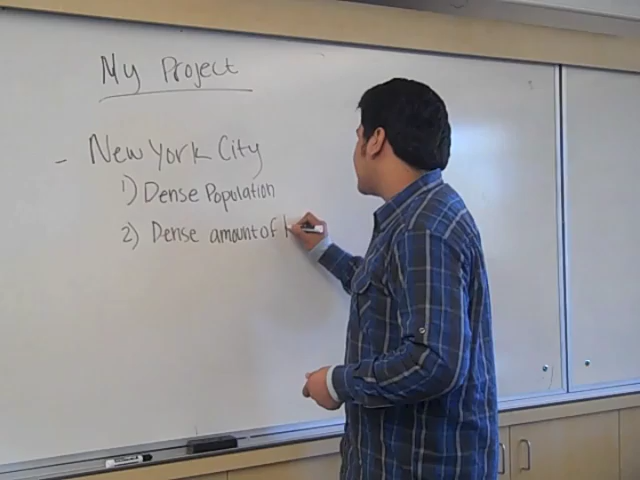 My Project
- New York City
1) Dense Population
2) Dense amount of